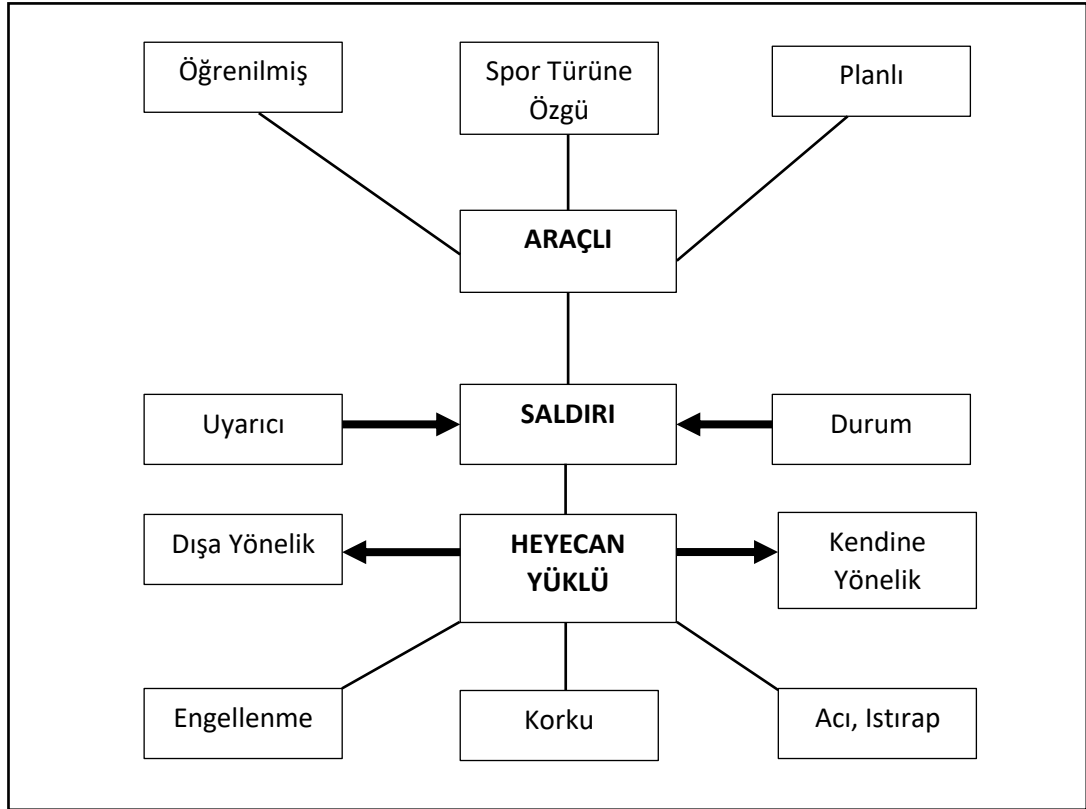 Öğrenilmiş
Spor Türüne
Özgü
Planlı
ARAÇLI
Uyarıcı
SALDIRI
Durum
Dışa Yönelik
HEYECAN
YÜKLÜ
Kendine
Yönelik
Engellenme
Korku
Acı, Istırap